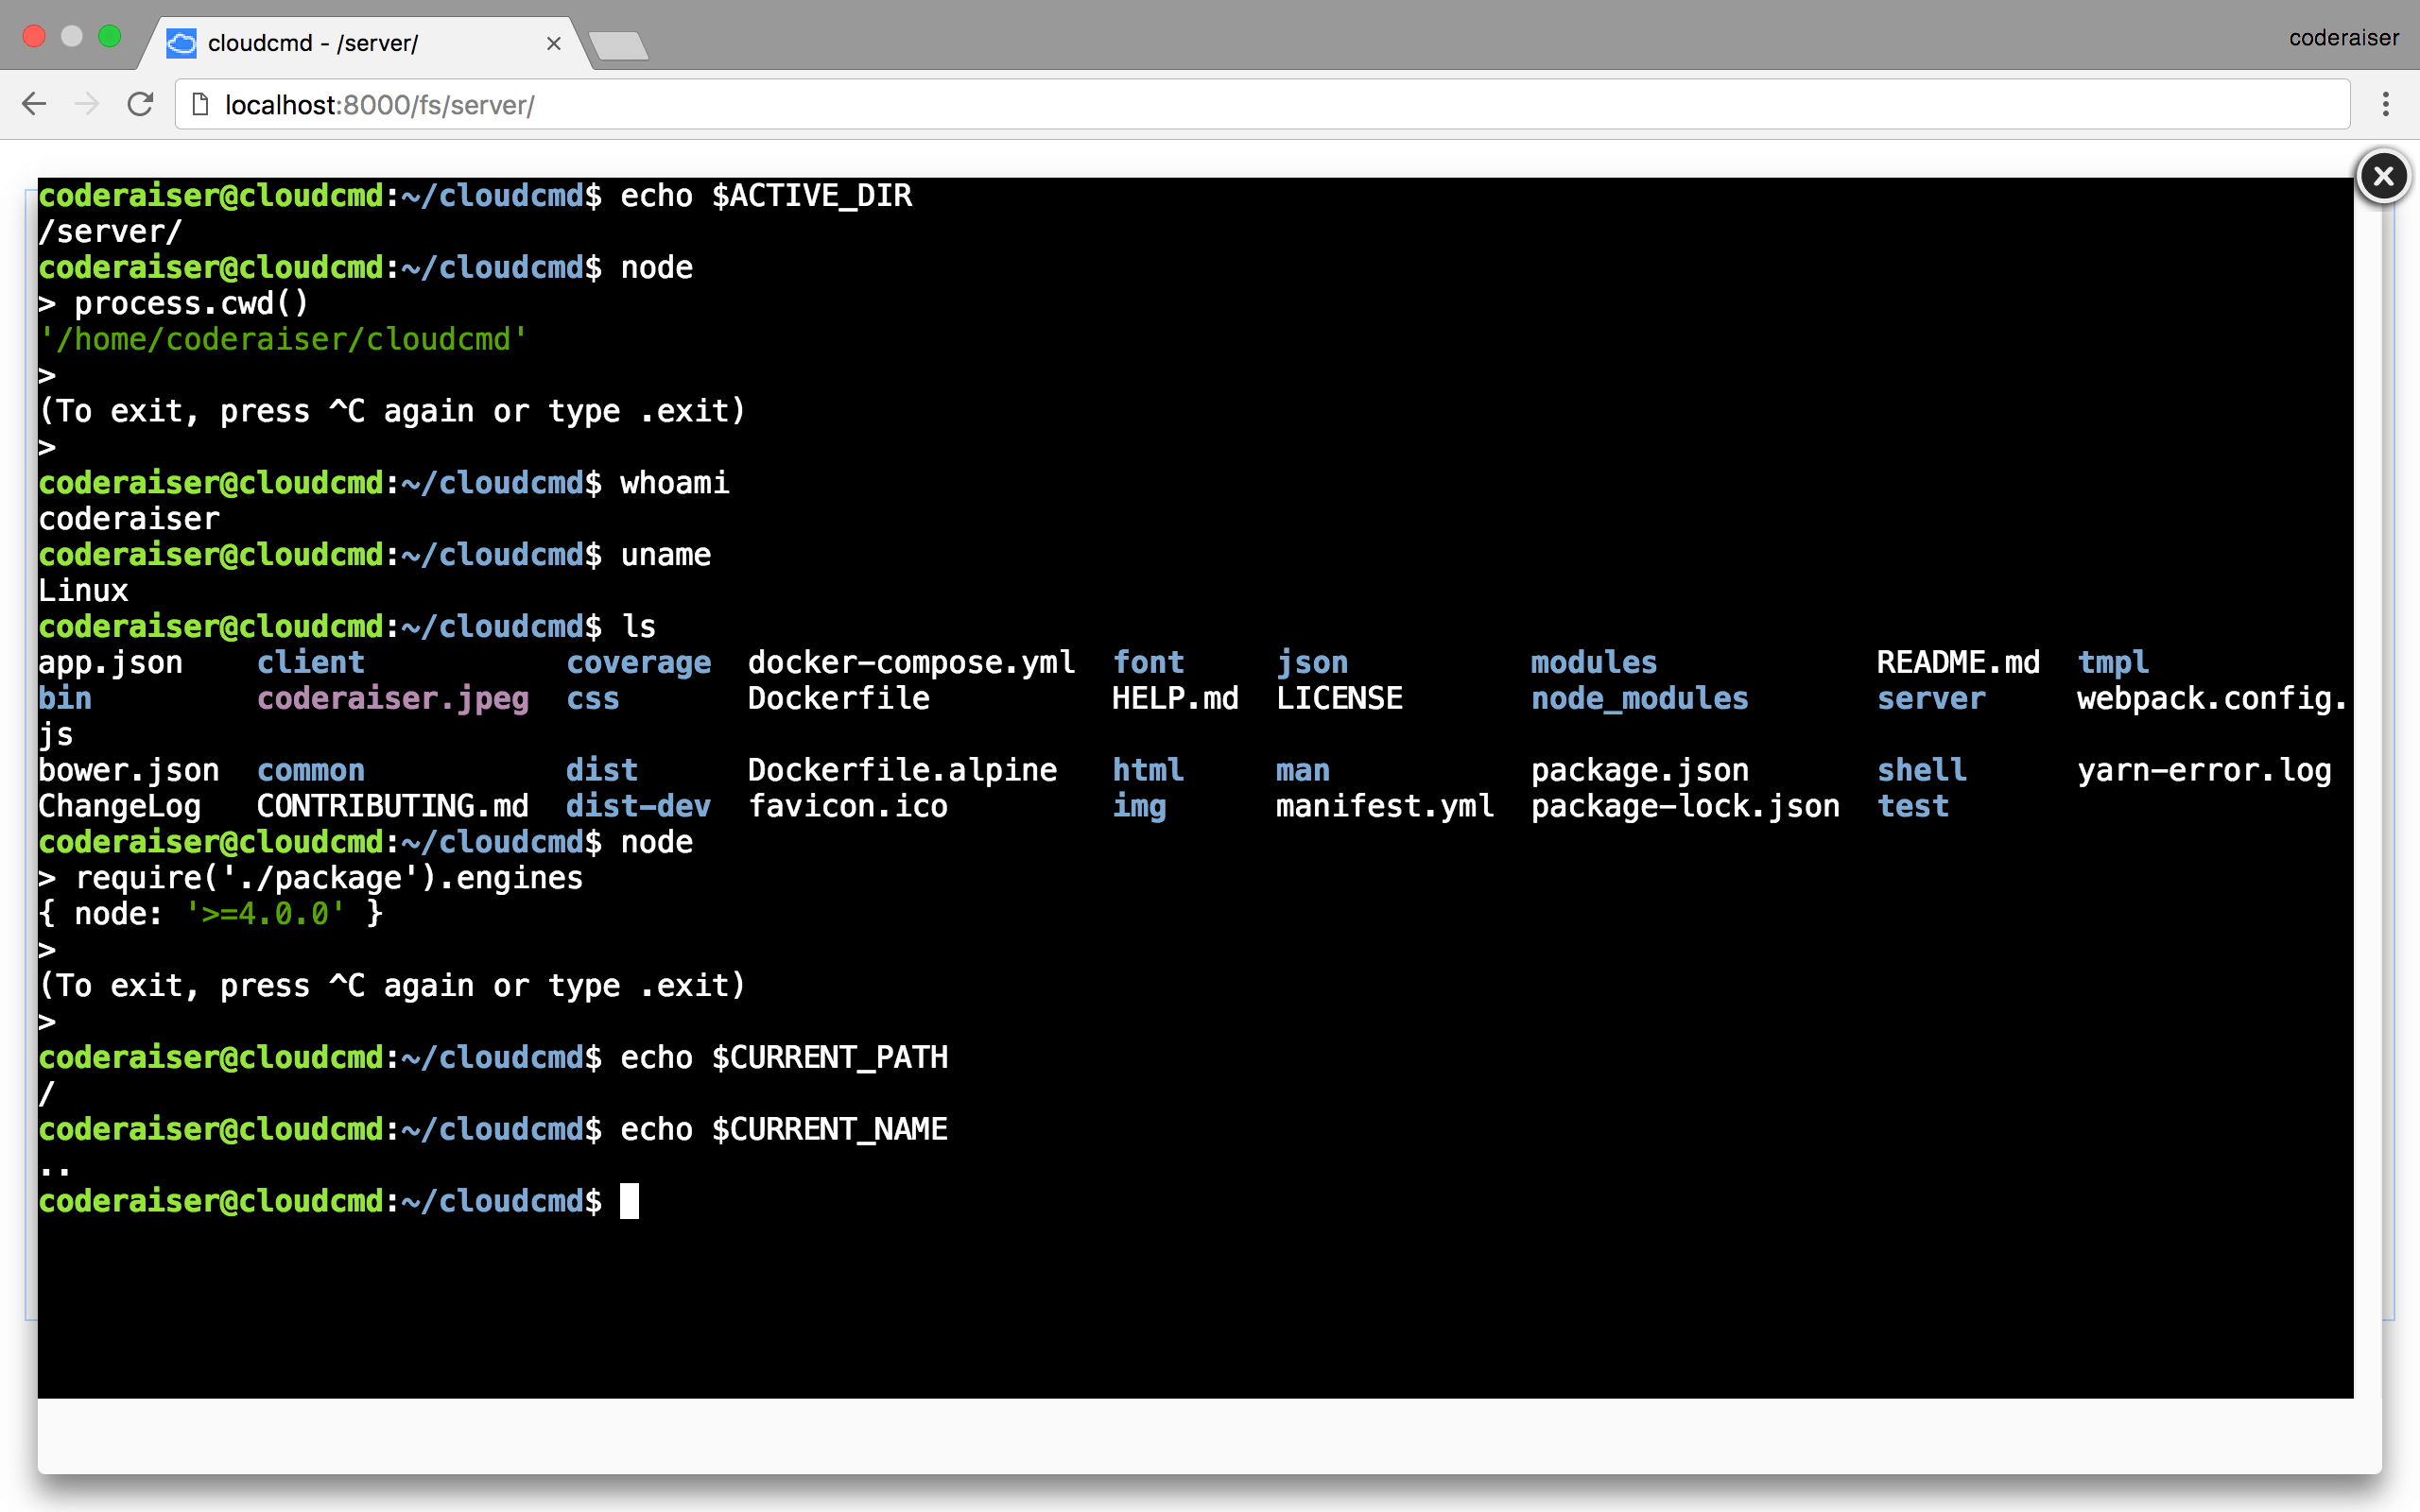 cloudcmd - /server/
coderaiser
localhost:8000/fs/server/
coderaiser@cloudcmd:~/cloudcmd$ echo $ACTIVE_DIR
/server/
coderaiser@cloudcmd:~/cloudcmd$ node
> process.cwd()
'/home/coderaiser/cloudcmd'
>
(To exit, press ^C again or type .exit)
>
coderaiser@cloudcmd:~/cloudcmd$ whoami
coderaiser
coderaiser@cloudcmd:~/cloudcmd$ uname
Linux
coderaiser@cloudcmd:~/cloudcmd$ ls
app.json    client           coverage  docker-compose.yml  font    json          modules            README.md  tmpl
bin         coderaiser.jpeg  css       Dockerfile          HELP.md  LICENSE       node_modules       server     webpack.config.
js
bower.json  common           dist      Dockerfile.alpine   html    man           package.json       shell      yarn-error.log
ChangeLog   CONTRIBUTING.md  dist-dev  favicon.ico         img     manifest.yml  package-lock.json  test
coderaiser@cloudcmd:~/cloudcmd$ node
> require('./package').engines
{ node: '>=4.0.0' }
>
(To exit, press ^C again or type .exit)
>
coderaiser@cloudcmd:~/cloudcmd$ echo $CURRENT_PATH
/
coderaiser@cloudcmd:~/cloudcmd$ echo $CURRENT_NAME
..
coderaiser@cloudcmd:~/cloudcmd$